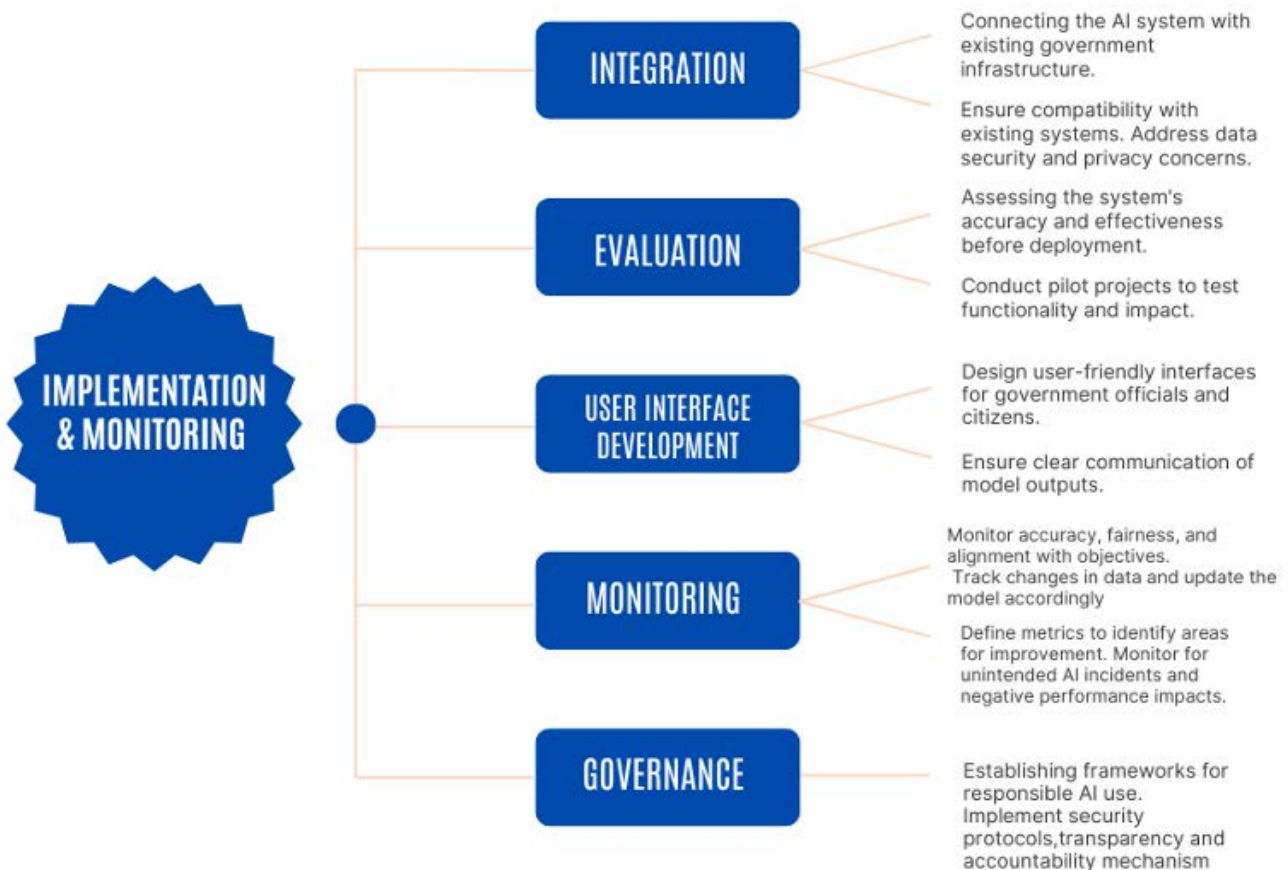 IMPLEMENTATION
& MONITORING
INTEGRATION
Connecting the AI system with
existing government
infrastructure.
Ensure compatibility with
existing systems. Address data
security and privacy concerns.
EVALUATION
Assessing the system's
accuracy and effectiveness
before deployment.
Conduct pilot projects to test
functionality and impact.
USER INTERFACE
DEVELOPMENT
Design user-friendly interfaces
for government officials and
citizens.
Ensure clear communication of
model outputs.
MONITORING
Monitor accuracy, fairness, and
alignment with objectives.
Track changes in data and update the
model accordingly
Define metrics to identify areas
for improvement. Monitor for
unintended AI incidents and
negative performance impacts.
GOVERNANCE
Establishing frameworks for
responsible AI use.
Implement security
protocols,transparency and
accountability mechanism